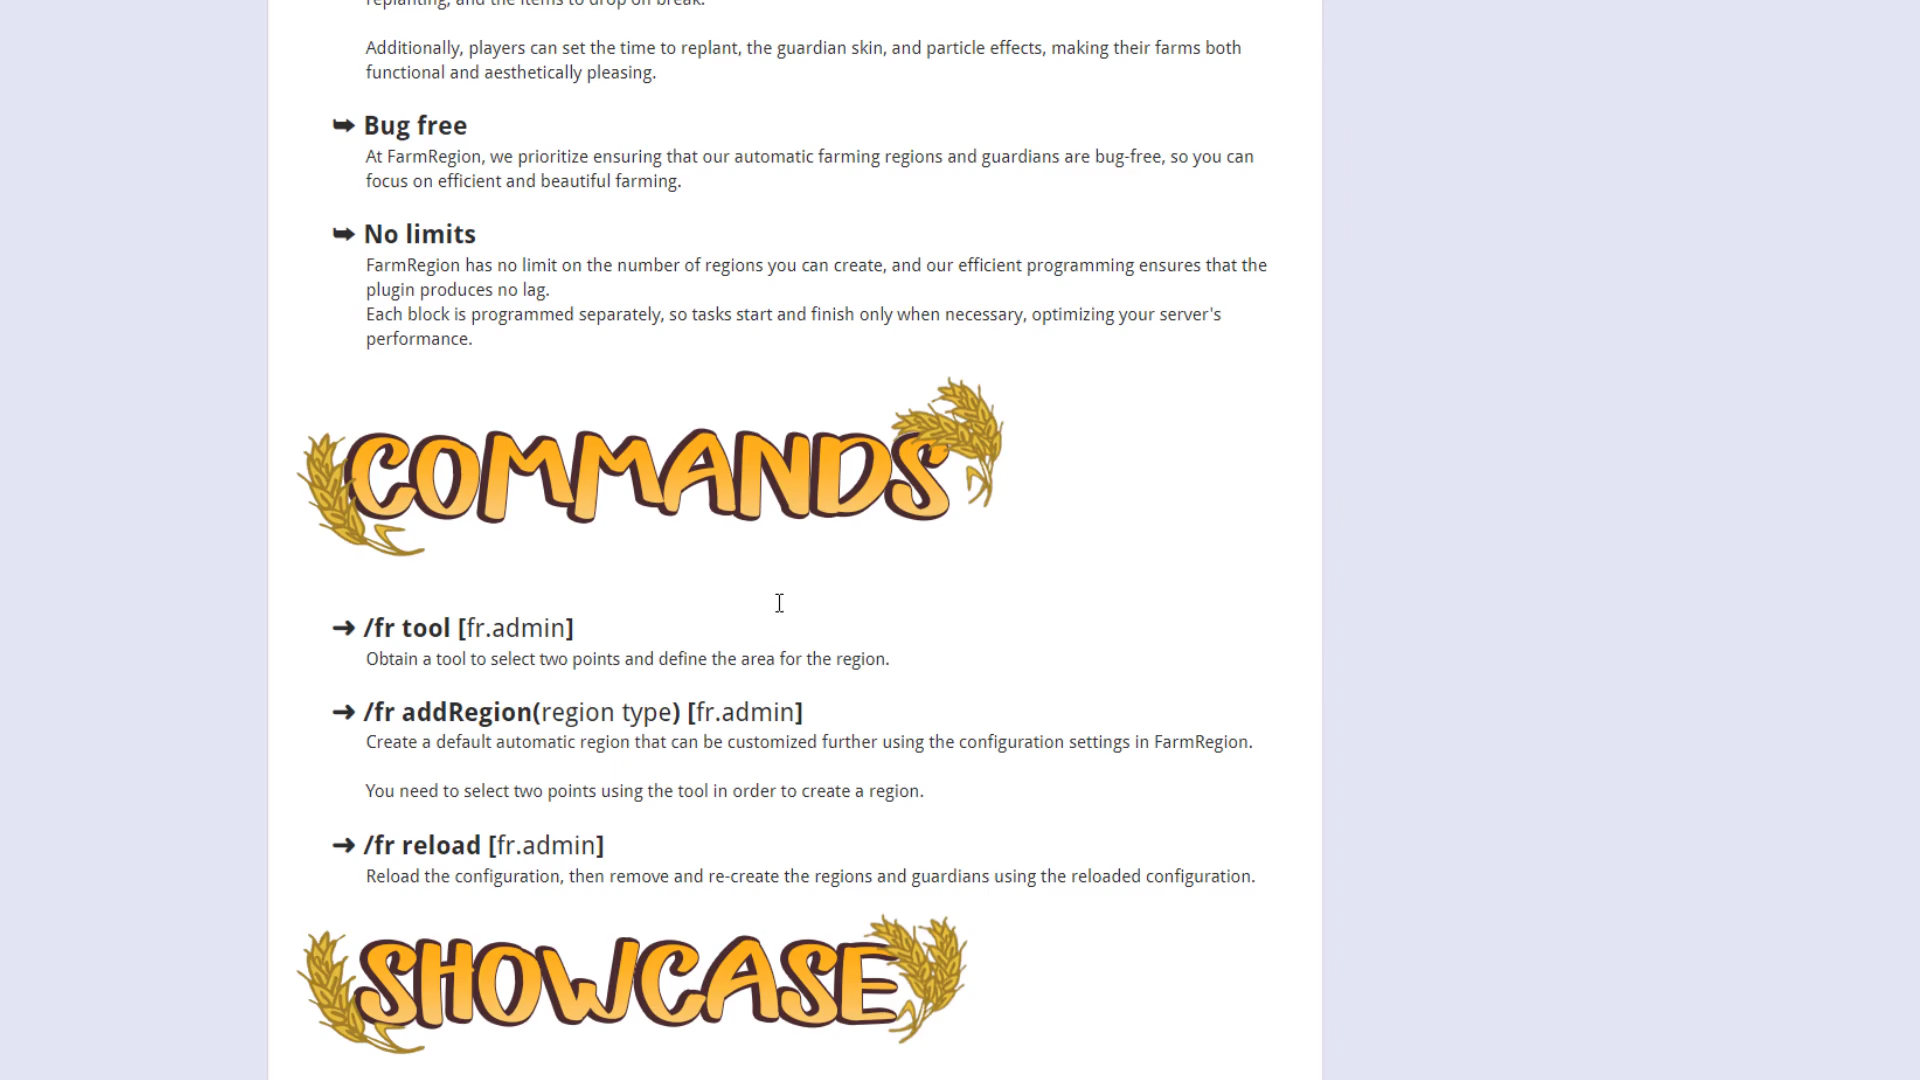 replanting, and the items to drop on break.
Additionally, players can set the time to replant, the guardian skin, and particle effects, making their farms both
functional and aesthetically pleasing.
➥ Bug free
At FarmRegion, we prioritize ensuring that our automatic farming regions and guardians are bug-free, so you can
focus on efficient and beautiful farming.
➥ No limits
FarmRegion has no limit on the number of regions you can create, and our efficient programming ensures that the
plugin produces no lag.
Each block is programmed separately, so tasks start and finish only when necessary, optimizing your server's
performance.
COMMANDS
➜ /fr tool [fr.admin]
Obtain a tool to select two points and define the area for the region.
➜ /fr addRegion(region type) [fr.admin]
Create a default automatic region that can be customized further using the configuration settings in FarmRegion.
You need to select two points using the tool in order to create a region.
➜ /fr reload [fr.admin]
Reload the configuration, then remove and re-create the regions and guardians using the reloaded configuration.
SHOWCASE